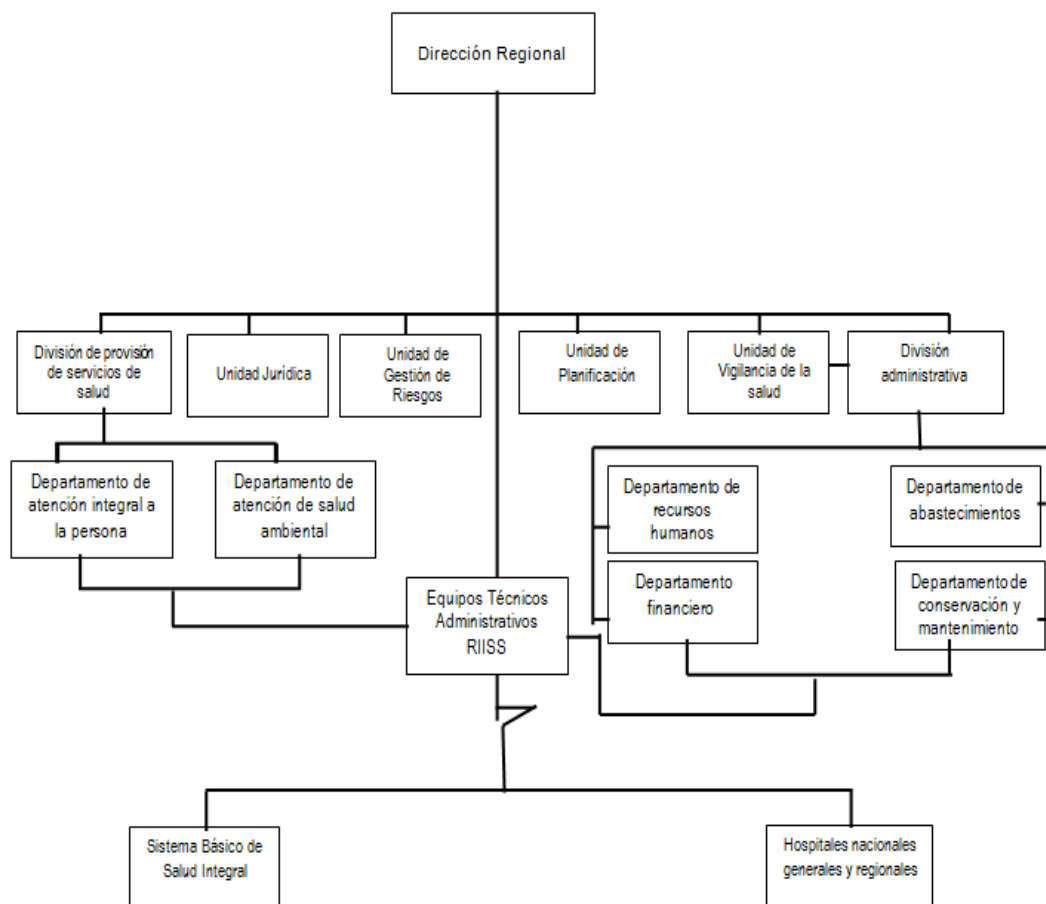 Dirección Regional
División de provisión
de servicios de
salud
Unidad Jurídica
Unidad de
Gestión de
Riesgos
Unidad de
Planificación
Unidad de
Vigilancia de la
salud
División
administrativa
Departamento de
atención integral a
la persona
Departamento de
atención de salud
ambiental
Departamento de
recursos
humanos
Departamento de
abastecimientos
Equipos Técnicos
Administrativos
RIISS
Departamento
financiero
Departamento de
conservación y
mantenimiento
Sistema Básico de
Salud Integral
Hospitales nacionales
generales y regionales